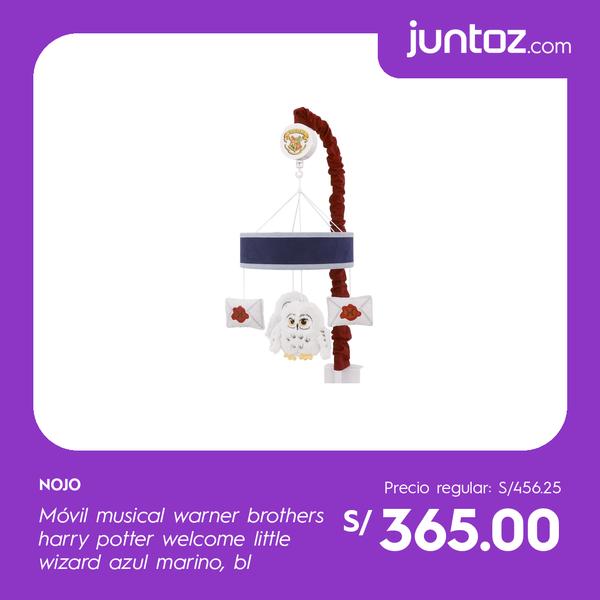 juntoz.com
NOJO
Móvil musical warner brothers
harry potter welcome little
wizard azul marino, bl
Precio regular: S/456.25
S/ 365.00